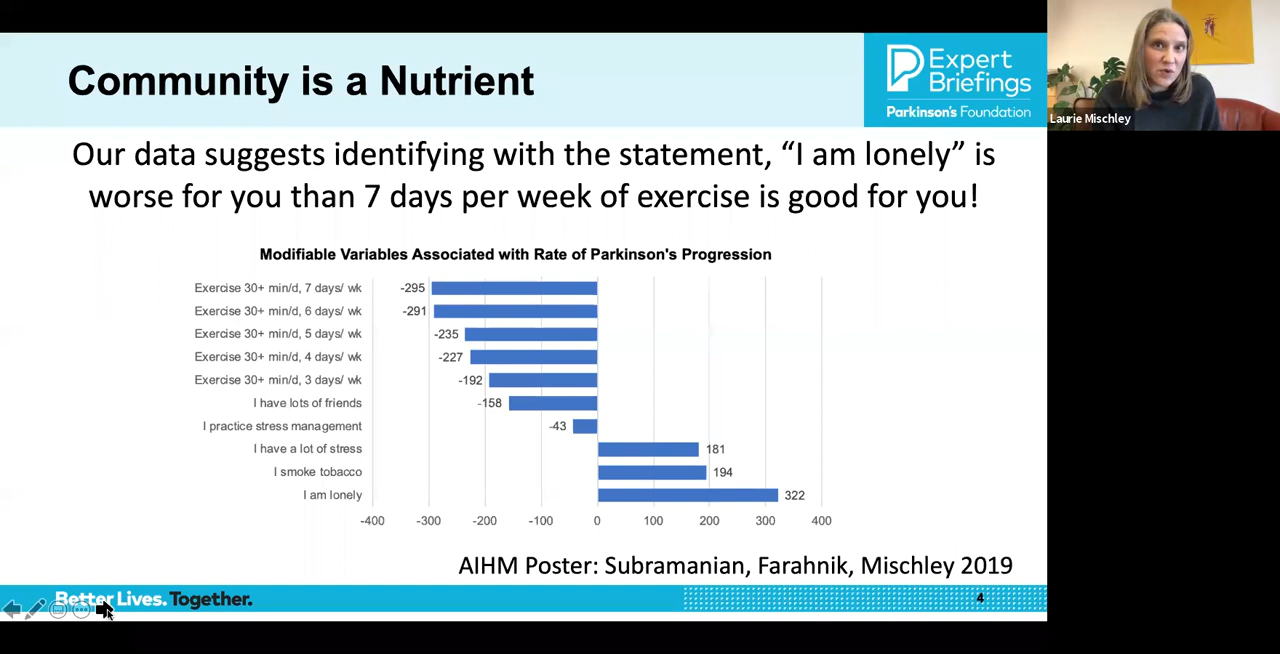 Community is a Nutrient
Expert
Briefings
Parkinson's Foundation
Laurie Mischley
Our data suggests identifying with the statement, “I am lonely” is
worse for you than 7 days per week of exercise is good for you!
Modifiable Variables Associated with Rate of Parkinson's Progression
Exercise 30+ min/d, 7 days/ wk -295
Exercise 30+ min/d, 6 days/ wk -291
Exercise 30+ min/d, 5 days/ wk -235
Exercise 30+ min/d, 4 days/ wk -227
Exercise 30+ min/d, 3 days/ wk -192
I have lots of friends -158
I practice stress management -43
I have a lot of stress 181
I smoke tobacco 194
I am lonely 322
-400 -300 -200 -100 0 100 200 300 400
AIHM Poster: Subramanian, Farahnik, Mischley 2019
Better Lives. Together.
4